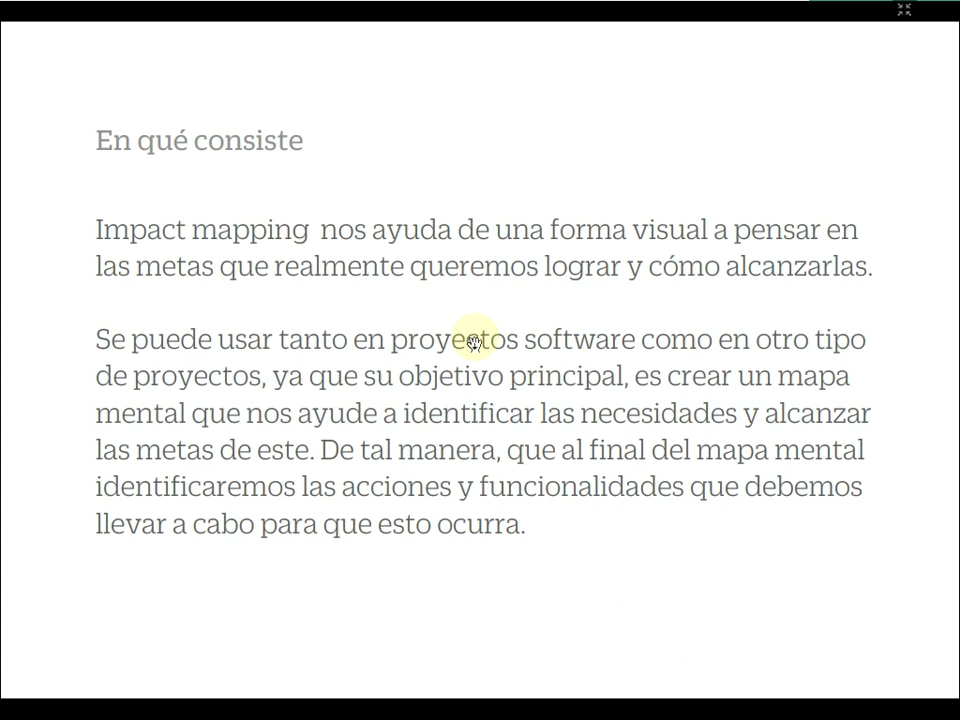 En qué consiste
Impact mapping  nos ayuda de una forma visual a pensar en
las metas que realmente queremos lograr y cómo alcanzarlas.
Se puede usar tanto en proyectos software como en otro tipo
de proyectos, ya que su objetivo principal, es crear un mapa
mental que nos ayude a identificar las necesidades y alcanzar
las metas de este. De tal manera, que al final del mapa mental
identificaremos las acciones y funcionalidades que debemos
llevar a cabo para que esto ocurra.